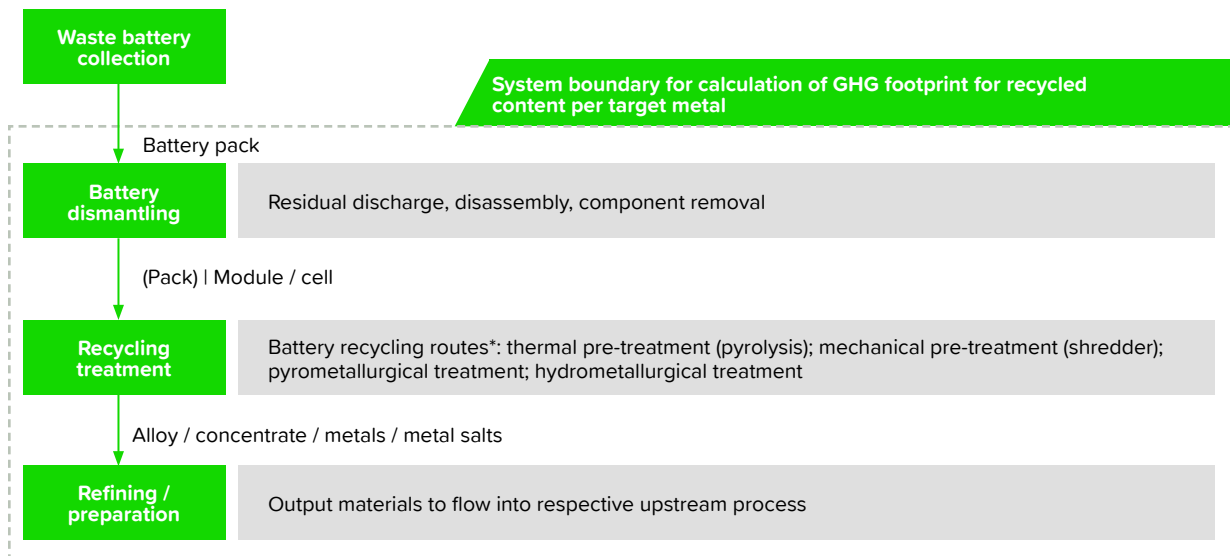 Waste battery
collection
System boundary for calculation of GHG footprint for recycled
content per target metal
Battery pack
Battery
dismantling
Residual discharge, disassembly, component removal
(Pack) | Module / cell
Recycling
treatment
Battery recycling routes*: thermal pre-treatment (pyrolysis); mechanical pre-treatment (shredder);
pyrometallurgical treatment; hydrometallurgical treatment
Alloy / concentrate / metals / metal salts
Refining /
preparation
Output materials to flow into respective upstream process